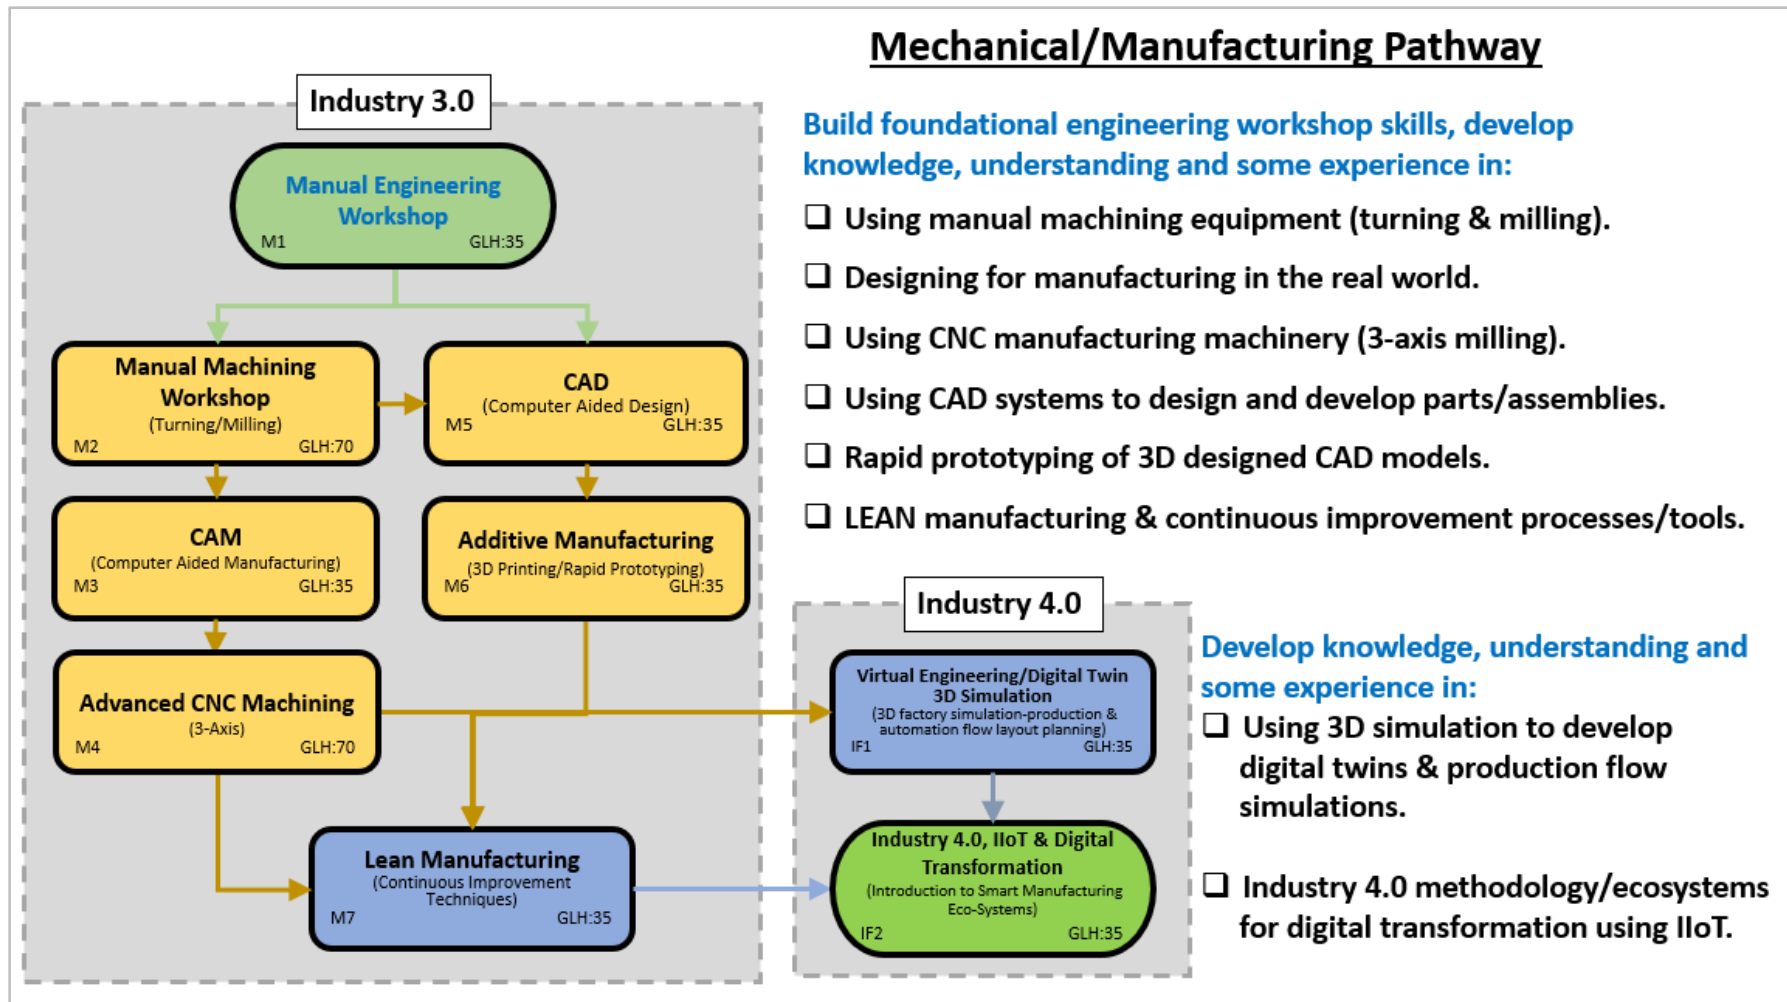 Mechanical/Manufacturing Pathway
Industry 3.0
Manual Engineering
Workshop
M1 GLH:35
Manual Machining
Workshop
(Turning/Milling)
M2 GLH:70
CAD
(Computer Aided Design)
M5 GLH:35
CAM
(Computer Aided Manufacturing)
M3 GLH:35
Additive Manufacturing
(3D Printing/Rapid Prototyping)
M6 GLH:35
Advanced CNC Machining
(3-Axis)
M4 GLH:70
Lean Manufacturing
(Continuous Improvement
Techniques)
M7 GLH:35
Build foundational engineering workshop skills, develop
knowledge, understanding and some experience in:
❑ Using manual machining equipment (turning & milling).
❑ Designing for manufacturing in the real world.
❑ Using CNC manufacturing machinery (3-axis milling).
❑ Using CAD systems to design and develop parts/assemblies.
❑ Rapid prototyping of 3D designed CAD models.
❑ LEAN manufacturing & continuous improvement processes/tools.
Industry 4.0
Virtual Engineering/Digital Twin
3D Simulation
(3D factory simulation-production &
automation flow layout planning)
IF1 GLH:35
Industry 4.0, IIoT & Digital
Transformation
(Introduction to Smart Manufacturing
Eco-Systems)
IF2 GLH:35
Develop knowledge, understanding and
some experience in:
❑ Using 3D simulation to develop
digital twins & production flow
simulations.
❑ Industry 4.0 methodology/ecosystems
for digital transformation using IIoT.